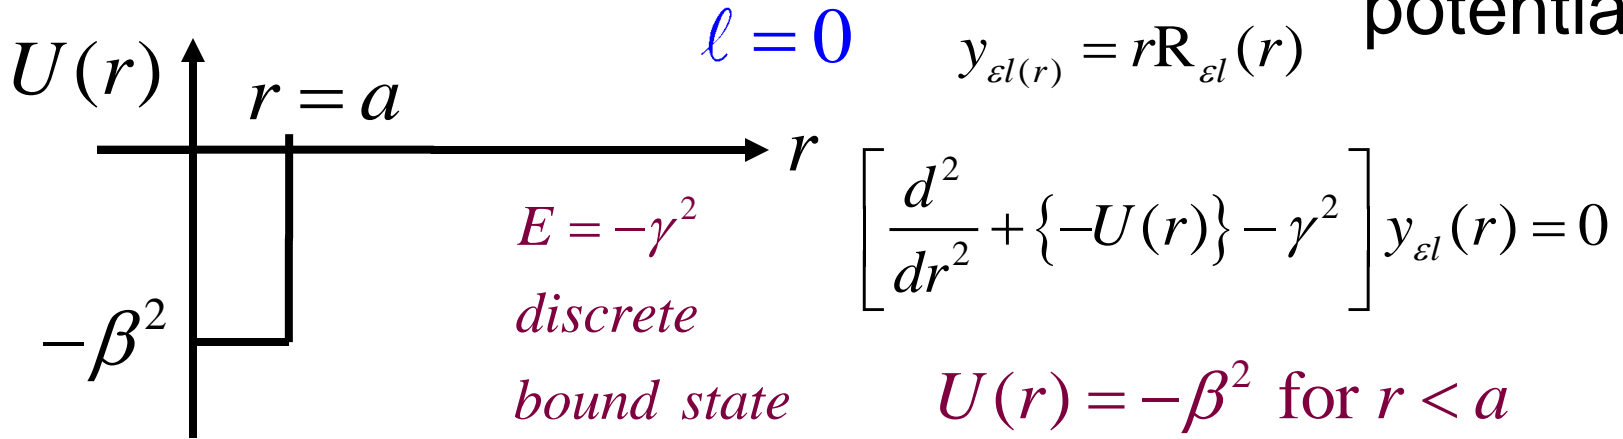 potentia
ℓ = 0
y_{εl(r)} = rR_{εl}(r)
U(r)
r = a
r
[d²/dr² + {−U(r)} − γ²] y_{εl}(r) = 0
E = −γ²
discrete
bound state
−β²
U(r) = −β² for r < a